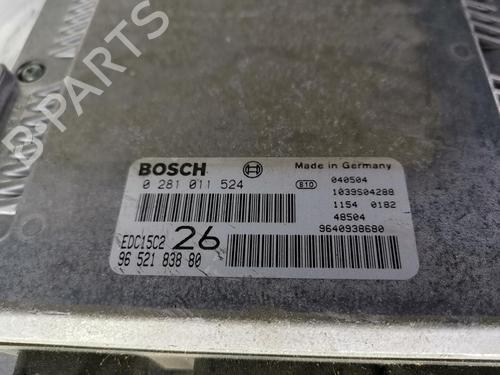 BOSCH
Made in Germany
0 281 011 524
B10
040504
1039S04288
1154 0182
48504
9640938680
EDC15C2 26
96 521 838 80
B-PARTS